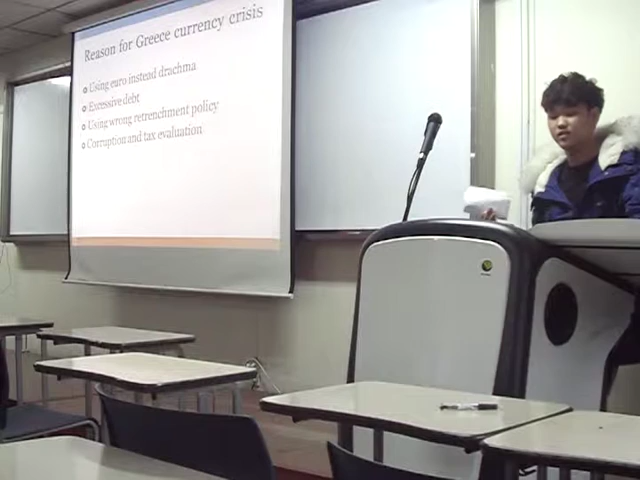 Reason for Greece currency crisis
Using euro instead drachma
Excessive debt
Using wrong retrenchment policy
Corruption and tax evaluation